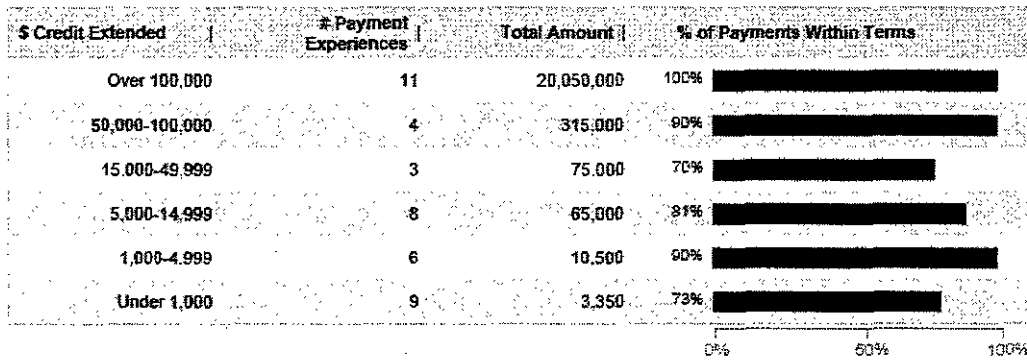 $ Credit Extended | # Payment Experiences | Total Amount | % of Payments Within Terms
Over 100,000 11 20,050,000 100%
50,000-100,000 4 315,000 90%
15,000-49,999 3 75,000 70%
5,000-14,999 8 65,000 81%
1,000-4,999 6 10,500 90%
Under 1,000 9 3,350 73%
0% 50% 100%